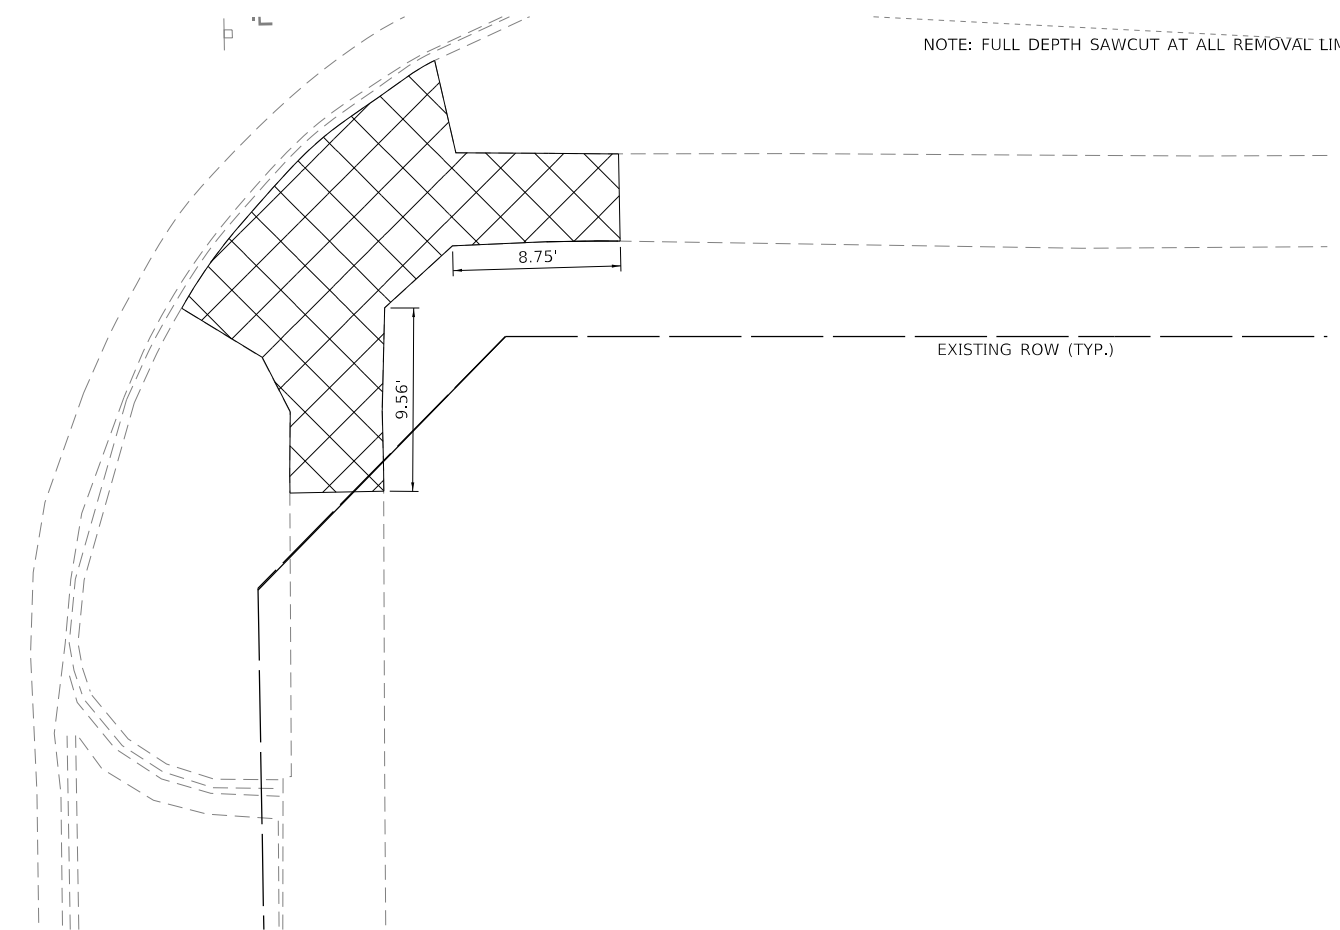 NOTE: FULL DEPTH SAWCUT AT ALL REMOVAL
8.75'
EXISTING ROW (TYP.)
9.56'